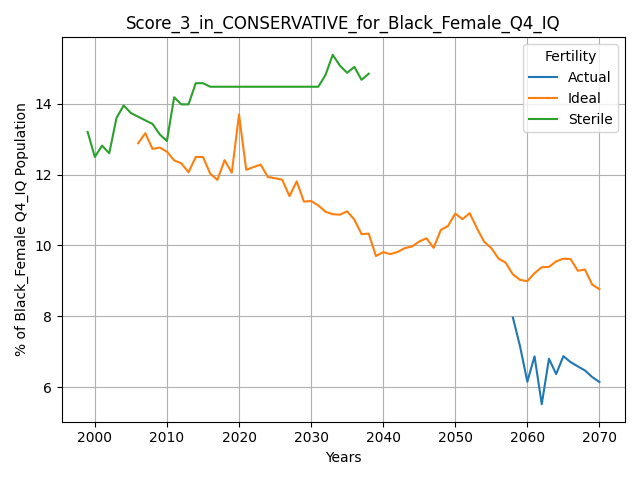 Score_3_in_CONSERVATIVE_for_Black_Female_Q4_IQ
% of Black_Female Q4_IQ Population
14
12
10
8
6
Fertility
Actual
Ideal
Sterile
2000 2010 2020 2030 2040 2050 2060 2070
Years